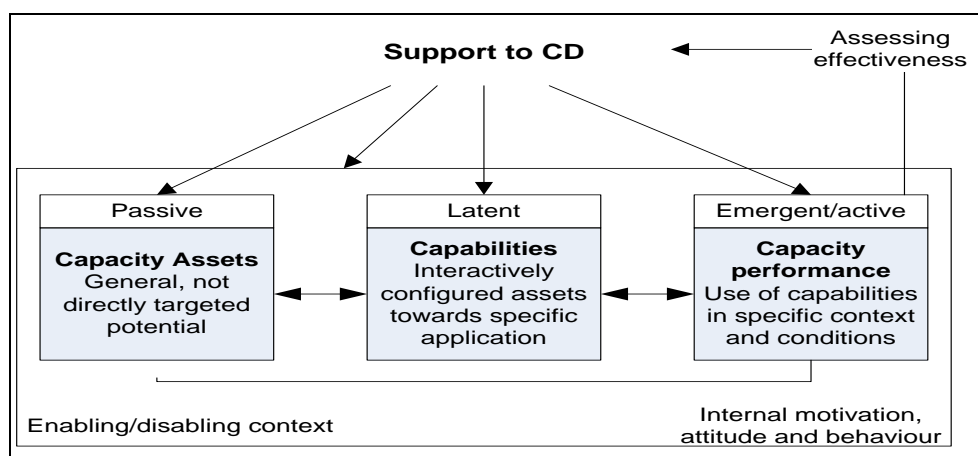 Support to CD
Assessing
effectiveness
Passive
Capacity Assets
General, not
directly targeted
potential
Latent
Capabilities
Interactively
configured assets
towards specific
application
Emergent/active
Capacity
performance
Use of capabilities
in specific context
and conditions
Enabling/disabling context
Internal motivation,
attitude and behaviour